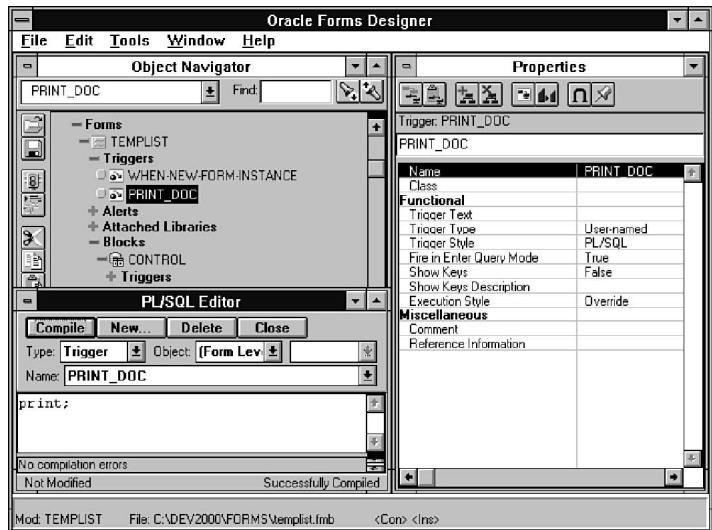 Oracle Forms Designer
File Edit Tools Window Help
Object Navigator
PRINT_DOC Find:
Forms
TEMPLIST
Triggers
WHEN-NEW-FORM-INSTANCE
PRINT_DOC
Alerts
Attached Libraries
Blocks
CONTROL
Triggers
PL/SQL Editor
Compile New... Delete Close
Type: Trigger Object: (Form Lev
Name: PRINT_DOC
print;
No compilation errors
Not Modified Successfully Compiled
Properties
Trigger: PRINT_DOC
PRINT_DOC
Name PRINT_DOC
Class
Functional
Trigger Text
Trigger Type User-named
Trigger Style PL/SQL
Fire in Enter Query Mode True
Show Keys False
Show Keys Description
Execution Style Override
Miscellaneous
Comment
Reference Information
Mod: TEMPLIST File: C:\DEV2000\FORMS\templist.fmb <Con> <Ins>